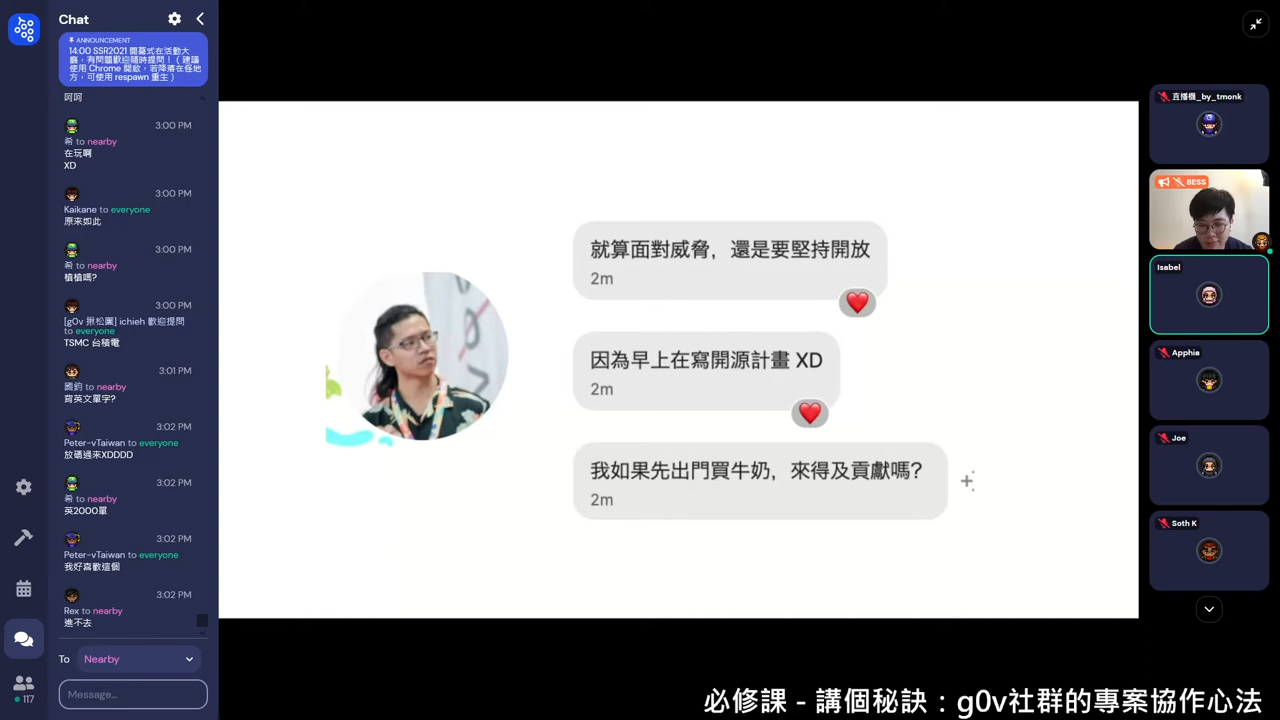 Chat
ANNOUNCEMENT
14:00 SSR2021 開幕式在活動大
廳，有問題歡迎隨時提問！（建議
使用 Chrome 開啟，若降落在怪地
方，可使用 respawn 重生）
呵呵
3:00 PM
希 to nearby
在玩啊
XD
3:00 PM
Kaikane to everyone
原來如此
3:00 PM
希 to nearby
植植嗎?
3:00 PM
[g0v 揪松團] ichieh 歡迎提問
to everyone
TSMC 台積電
3:01 PM
國鈞 to nearby
背英文單字?
3:02 PM
Peter-vTaiwan to everyone
放碼過來XDDDD
3:02 PM
希 to nearby
英2000單
3:02 PM
Peter-vTaiwan to everyone
我好喜歡這個
3:02 PM
Rex to nearby
進不去
To Nearby
Message...
117
就算面對威脅，還是要堅持開放
2m
因為早上在寫開源計畫 XD
2m
我如果先出門買牛奶，來得及貢獻嗎？
2m
直播機_by_tmonk
BESS
Isabel
Apphia
Joe
Soth K
必修課 - 講個秘訣：g0v社群的專案協作心法